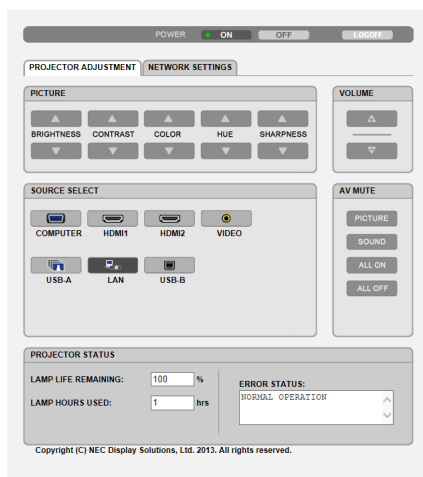 POWER ON OFF LOGOFF
PROJECTOR ADJUSTMENT NETWORK SETTINGS
PICTURE
BRIGHTNESS CONTRAST COLOR HUE SHARPNESS
VOLUME
SOURCE SELECT
COMPUTER HDMI1 HDMI2 VIDEO
USB-A LAN USB-B
AV MUTE
PICTURE
SOUND
ALL ON
ALL OFF
PROJECTOR STATUS
LAMP LIFE REMAINING: 100 %
LAMP HOURS USED: 1 hrs
ERROR STATUS:
NORMAL OPERATION
Copyright (C) NEC Display Solutions, Ltd. 2013. All rights reserved.